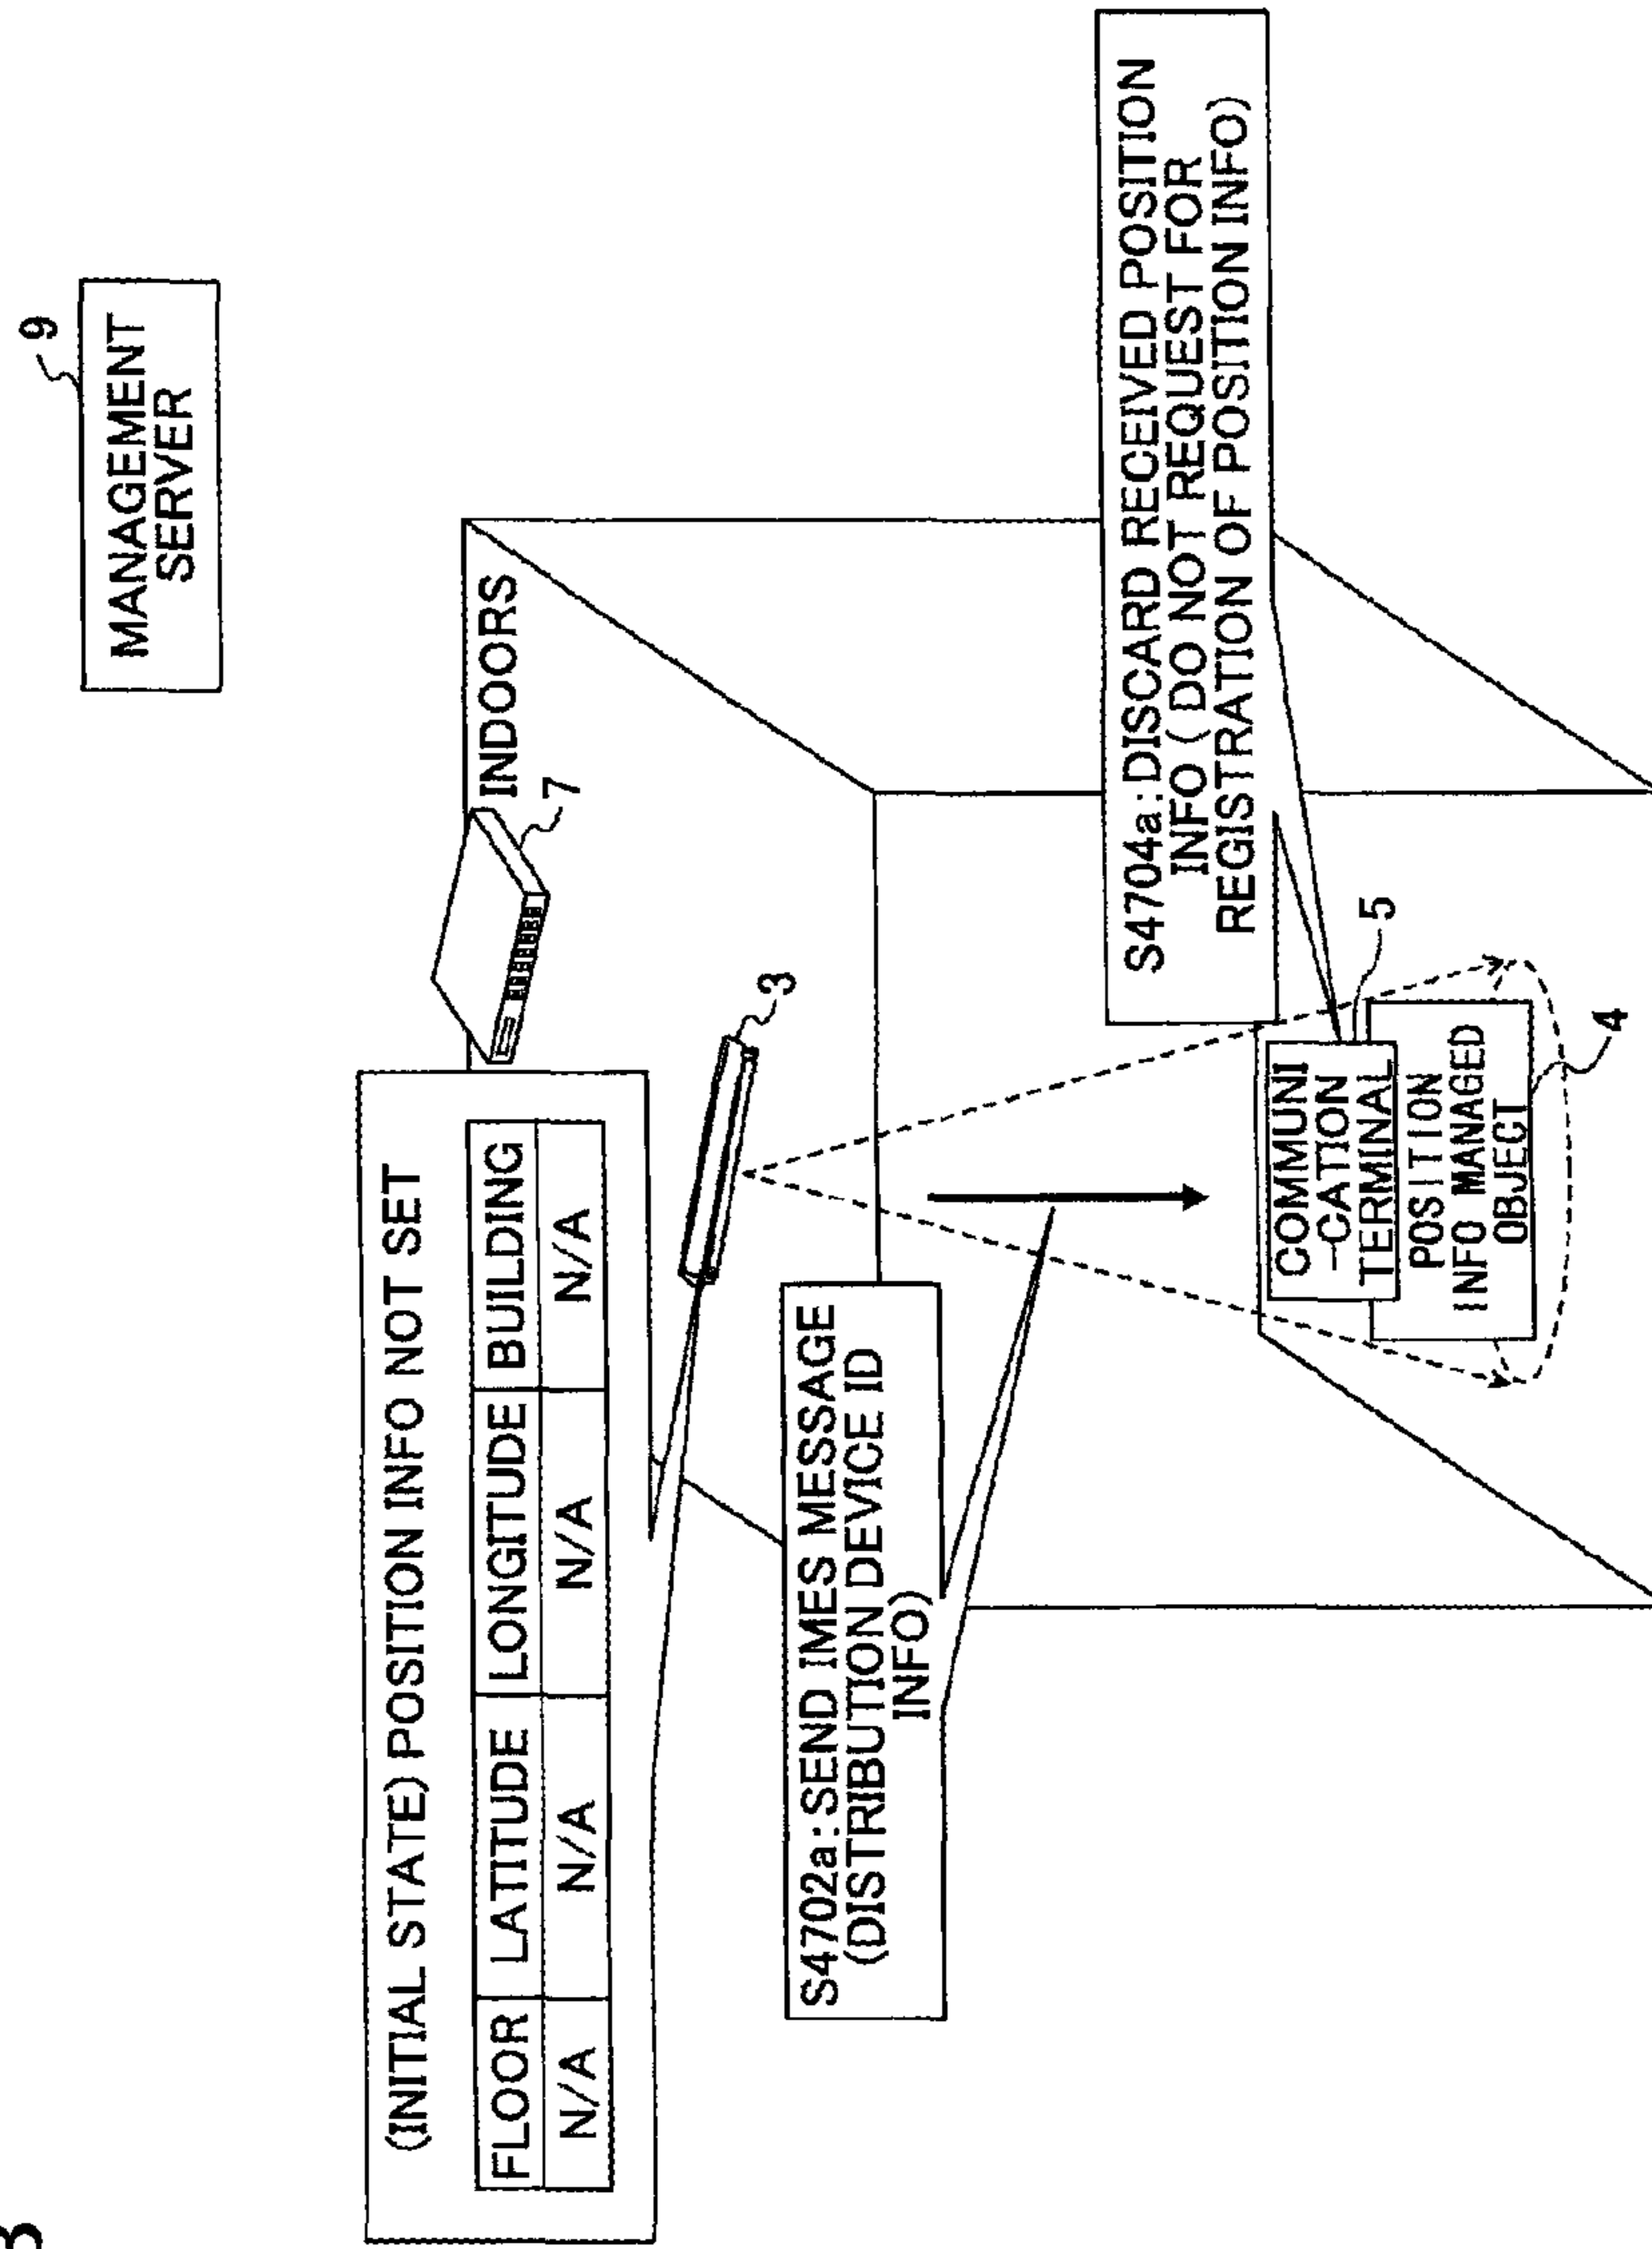 9
MANAGEMENT
SERVER
INDOORS
7
(INITIAL STATE) POSITION INFO NOT SET
FLOOR LATITUDE LONGITUDE BUILDING
N/A N/A N/A N/A
3
S4702a:SEND IMES MESSAGE
(DISTRIBUTION DEVICE ID
INFO)
S4704a:DISCARD RECEIVED POSITION
INFO (DO NOT REQUEST FOR
REGISTRATION OF POSITION INFO)
COMMUNI
-CATION
TERMINAL
5
POSITION
INFO MANAGED
OBJECT
4